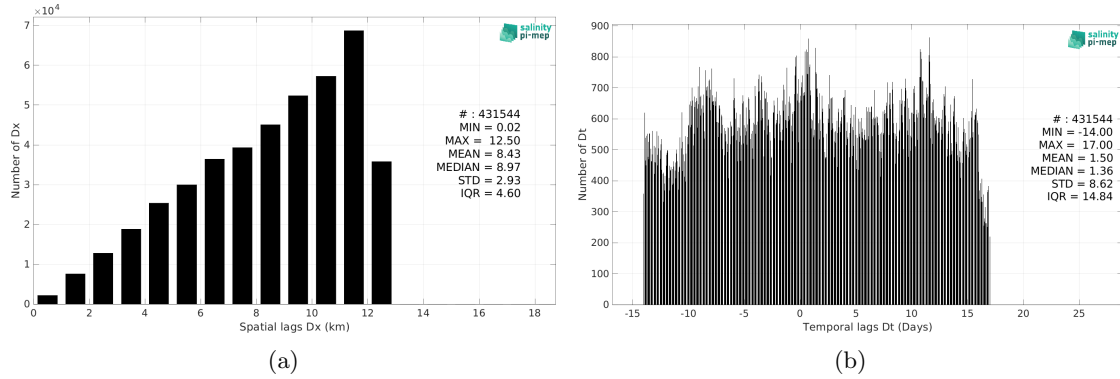 ×10⁴
7
6
5
4
3
2
1
0
Number of Dx
0 2 4 6 8 10 12 14 16 18
Spatial lags Dx (km)
salinity
pi-mep
# : 431544
MIN = 0.02
MAX = 12.50
MEAN = 8.43
MEDIAN = 8.97
STD = 2.93
IQR = 4.60
(a)
900
800
700
600
500
400
300
200
100
0
Number of Dt
-15 -10 -5 0 5 10 15 20 25
Temporal lags Dt (Days)
salinity
pi-mep
# : 431544
MIN = -14.00
MAX = 17.00
MEAN = 1.50
MEDIAN = 1.36
STD = 8.62
IQR = 14.84
(b)